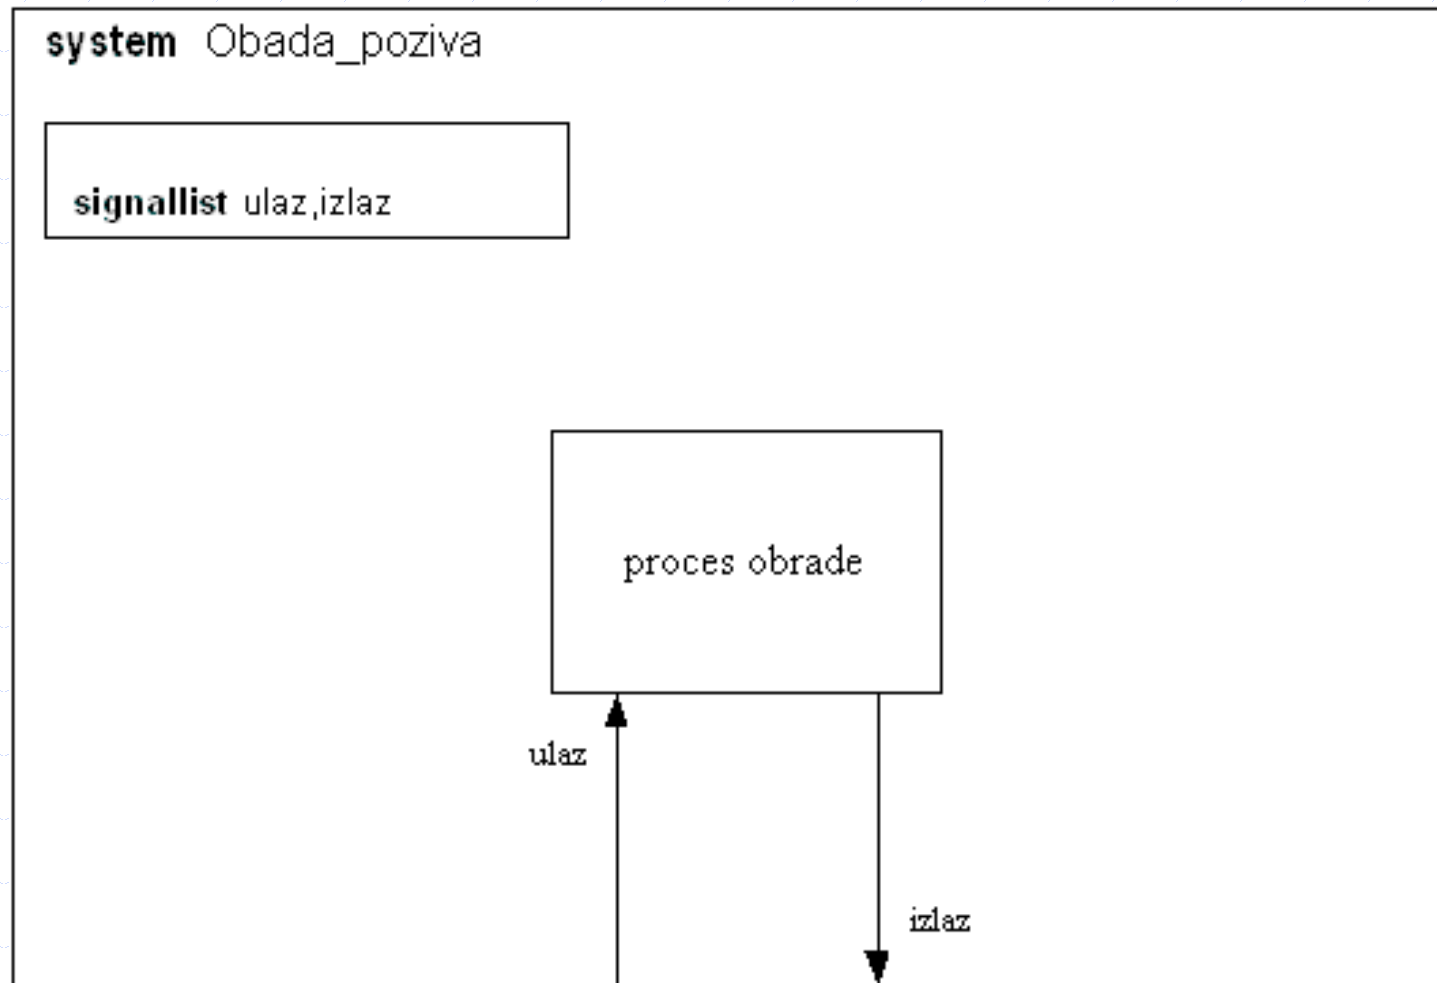 system Obada_poziva
signallist ulaz,izlaz
proces obrade
ulaz
izlaz